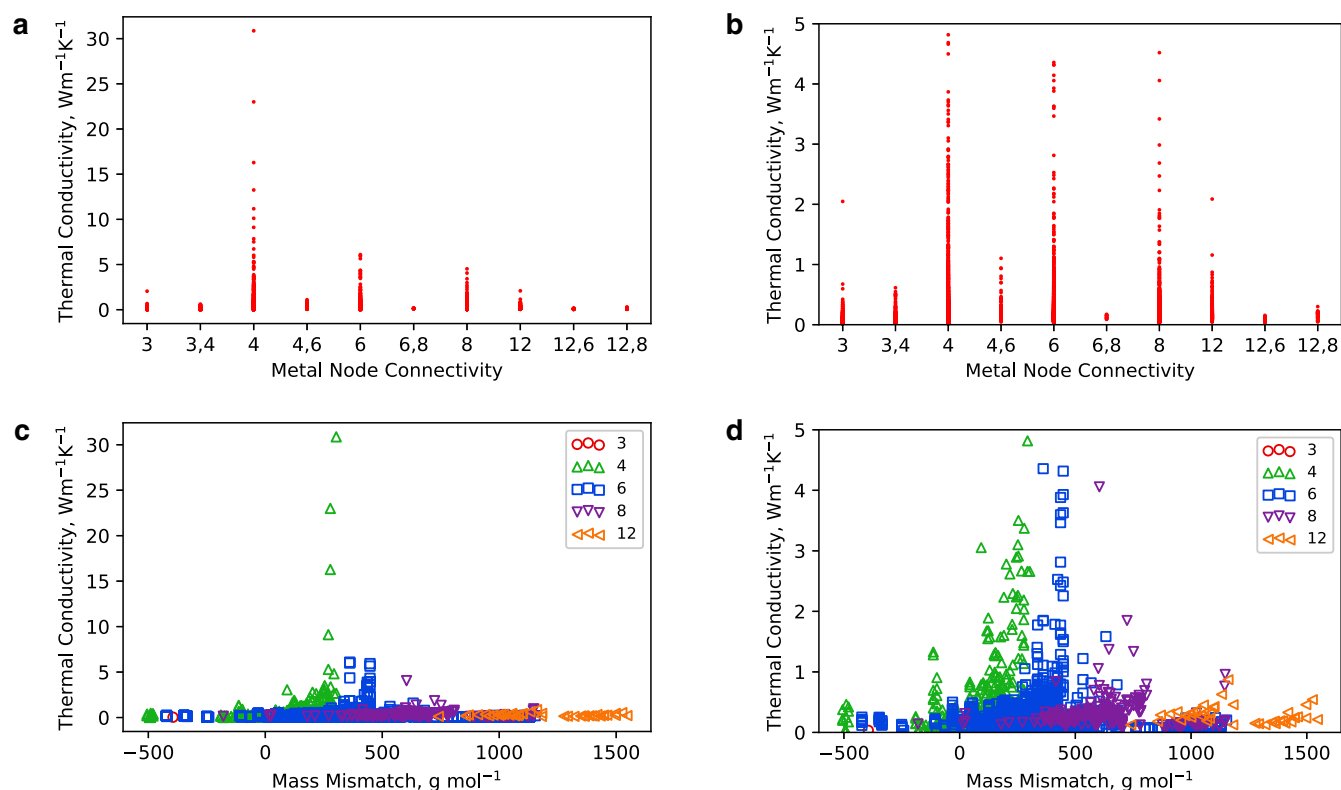 a
Thermal Conductivity, Wm⁻¹K⁻¹
30
25
20
15
10
5
0
3 3,4 4 4,6 6 6,8 8 12 12,6 12,8
Metal Node Connectivity
b
Thermal Conductivity, Wm⁻¹K⁻¹
5
4
3
2
1
0
3 3,4 4 4,6 6 6,8 8 12 12,6 12,8
Metal Node Connectivity
c
Thermal Conductivity, Wm⁻¹K⁻¹
30
25
20
15
10
5
0
3
4
6
8
12
−500 0 500 1000 1500
Mass Mismatch, g mol⁻¹
d
Thermal Conductivity, Wm⁻¹K⁻¹
5
4
3
2
1
0
3
4
6
8
12
−500 0 500 1000 1500
Mass Mismatch, g mol⁻¹